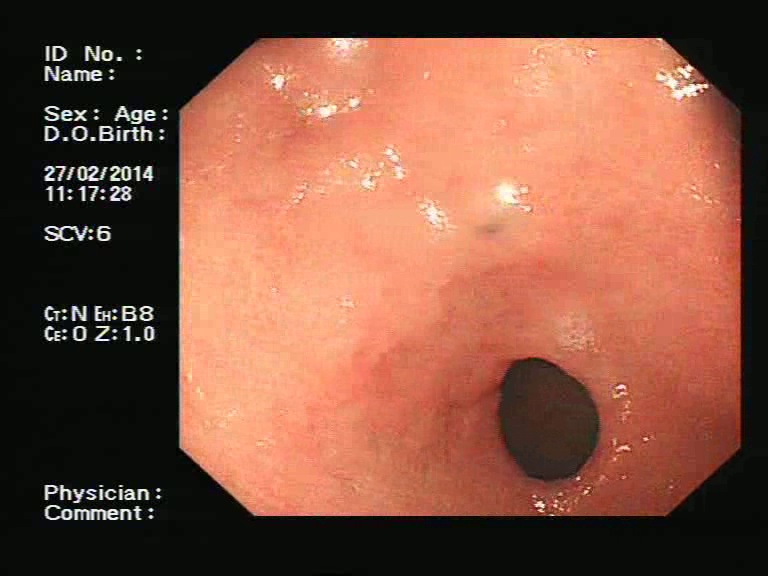 ID No. :
Name:
Sex: Age:
D.O.Birth:
27/02/2014
11:17:28
SCV:6
CT:N EH:B8
CE:0 Z:1.0
Physician:
Comment: